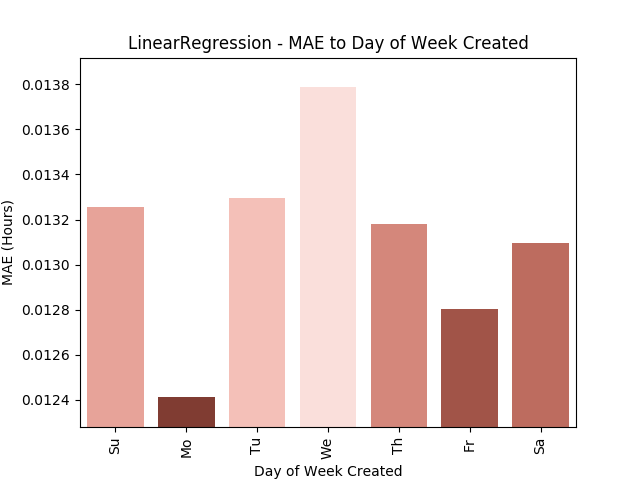 LinearRegression - MAE to Day of Week Created
MAE (Hours)
0.0138
0.0136
0.0134
0.0132
0.0130
0.0128
0.0126
0.0124
Su
Mo
Tu
We
Th
Fr
Sa
Day of Week Created